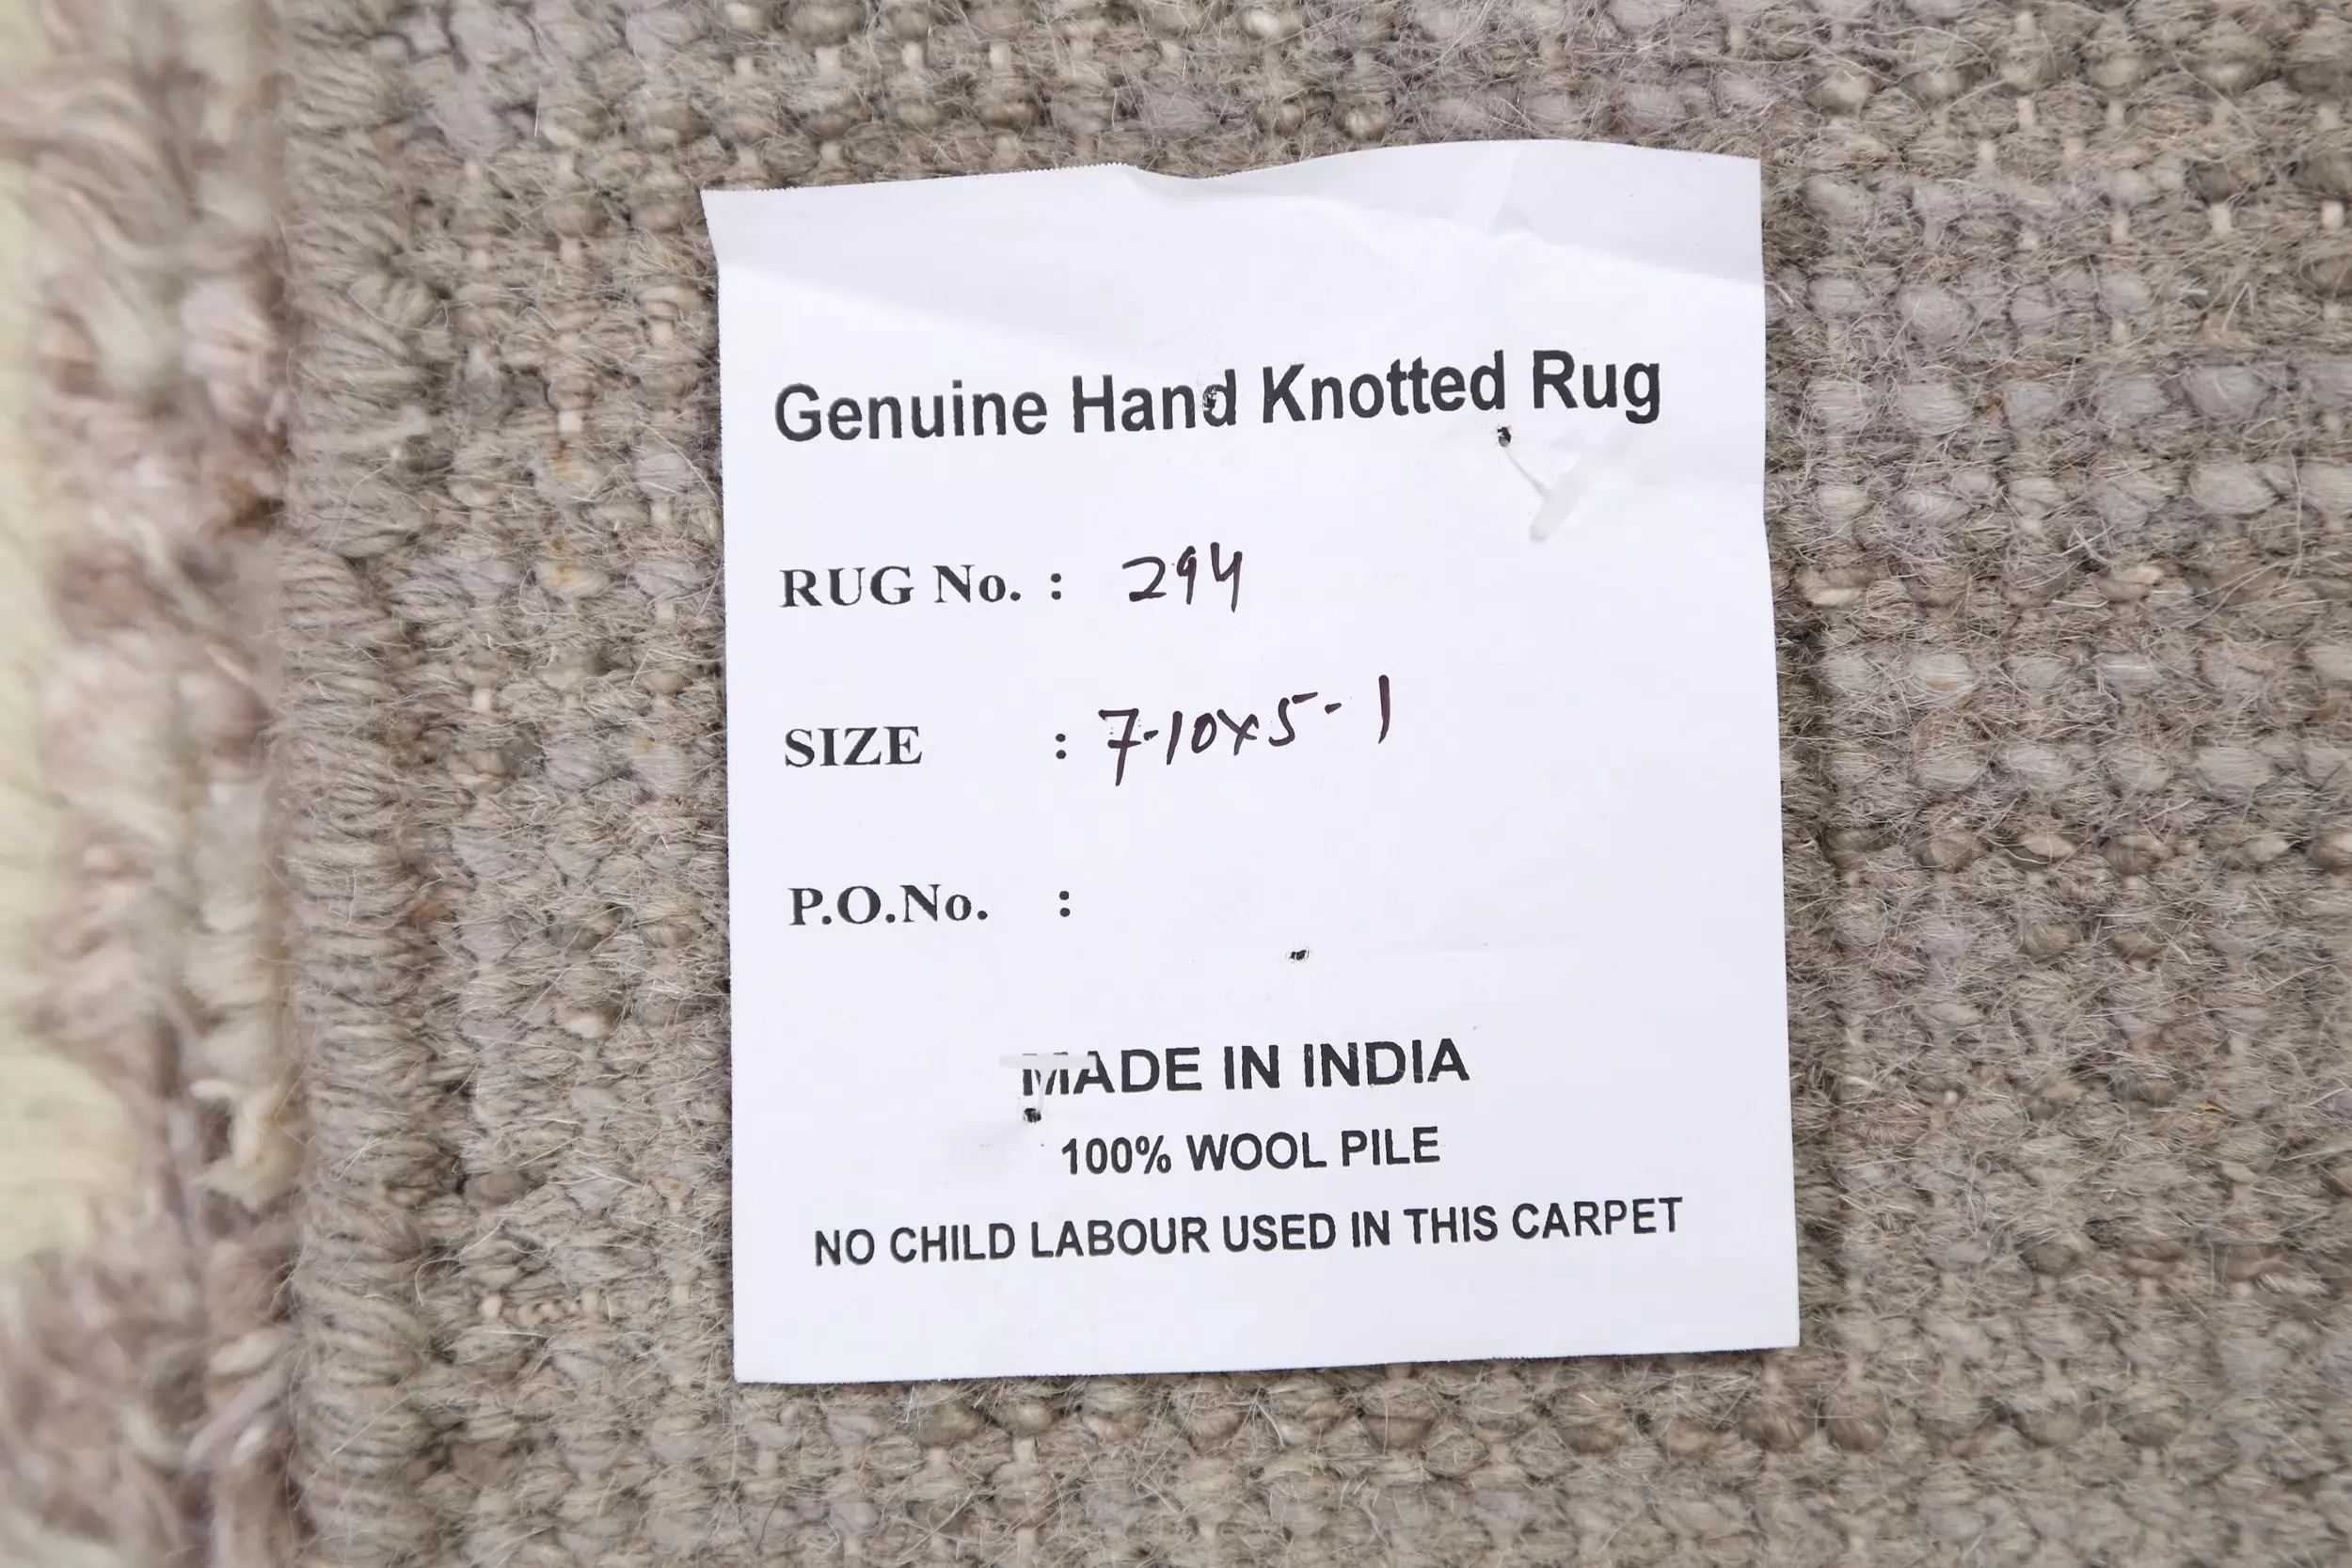 Genuine Hand Knotted Rug
RUG No. : 294
SIZE : 7-10x5-1
P.O.No. :
MADE IN INDIA
100% WOOL PILE
NO CHILD LABOUR USED IN THIS CARPET